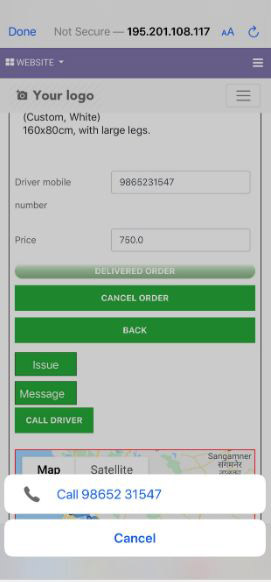 Done Not Secure — 195.201.108.117 AA
WEBSITE
Your logo
(Custom, White)
160x80cm, with large legs.
Driver mobile number 9865231547
Price 750.0
DELIVERED ORDER
CANCEL ORDER
BACK
Issue
Message
CALL DRIVER
Map Satellite
Sangamner
संगमनेर
Call 98652 31547
Cancel